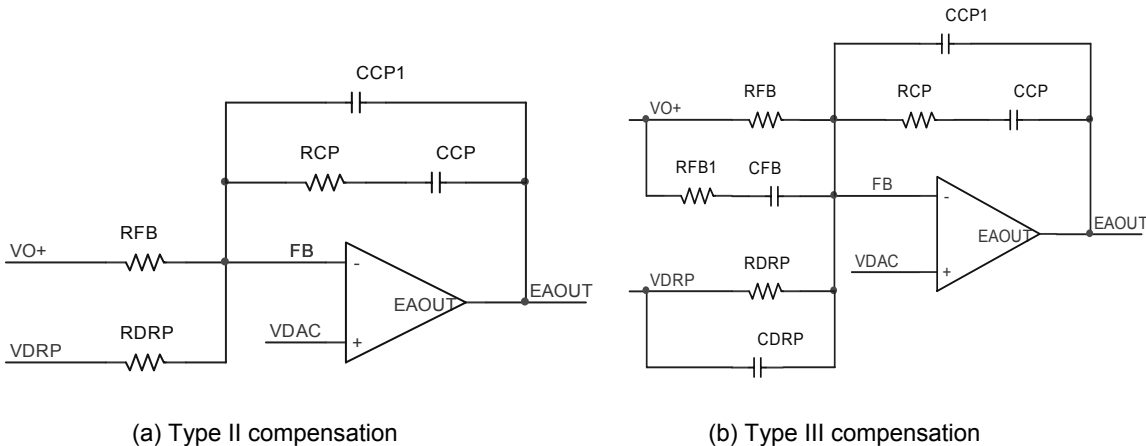 CCP1
RCP
CCP
RFB
VO+
FB
-
EAOUT
EAOUT
RDRP
VDAC
+
VDRP
(a) Type II compensation
CCP1
RFB
RCP
CCP
VO+
RFB1
CFB
FB
-
EAOUT
EAOUT
RDRP
VDAC
+
VDRP
CDRP
(b) Type III compensation